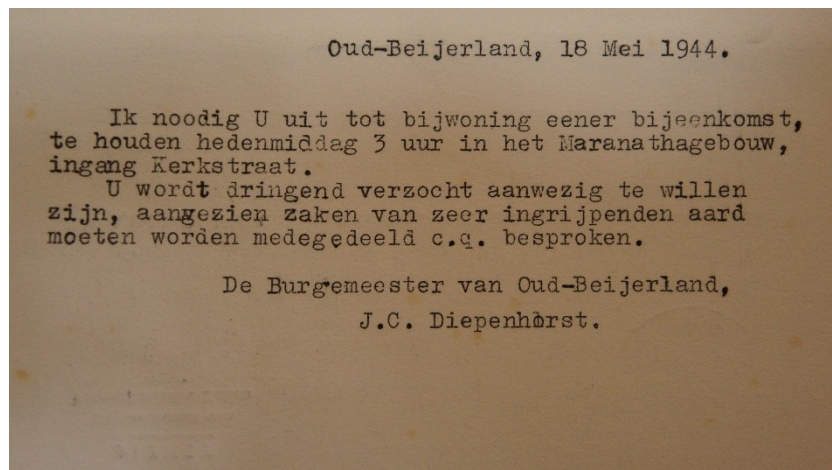 Oud-Beijerland, 18 Mei 1944.
Ik noodig U uit tot bijwoning eener bijeenkomst,
te houden hedenmiddag 3 uur in het Maranathagebouw,
ingang Kerkstraat.
U wordt dringend verzocht aanwezig te willen
zijn, aangezien zaken van zeer ingrijpenden aard
moeten worden medegedeeld c.q. besproken.
De Burgemeester van Oud-Beijerland,
J.C. Diepenhorst.